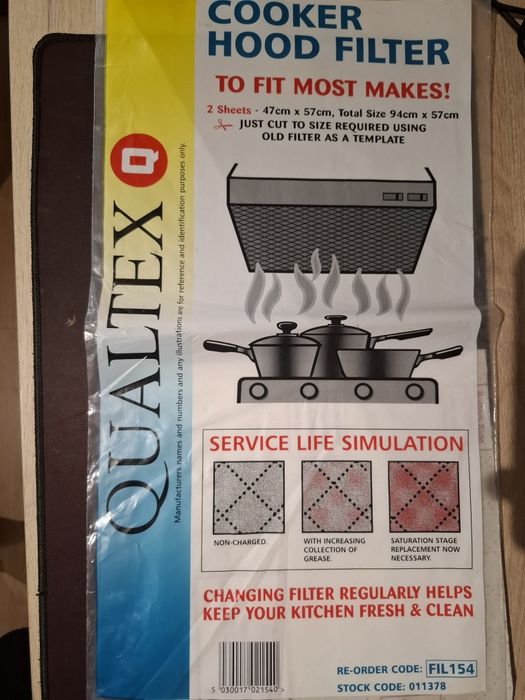 COOKER
HOOD FILTER
TO FIT MOST MAKES!
2 Sheets - 47cm x 57cm, Total Size 94cm x 57cm
JUST CUT TO SIZE REQUIRED USING
OLD FILTER AS A TEMPLATE
QUALTEX Q
Manufacturers names and numbers and any illustrations are for reference and identification purposes only.
SERVICE LIFE SIMULATION
NON-CHARGED.
WITH INCREASING
COLLECTION OF
GREASE.
SATURATION STAGE
REPLACEMENT NOW
NECESSARY.
CHANGING FILTER REGULARLY HELPS
KEEP YOUR KITCHEN FRESH & CLEAN
5 030017 021540 >
RE-ORDER CODE: FIL154
STOCK CODE: 011378